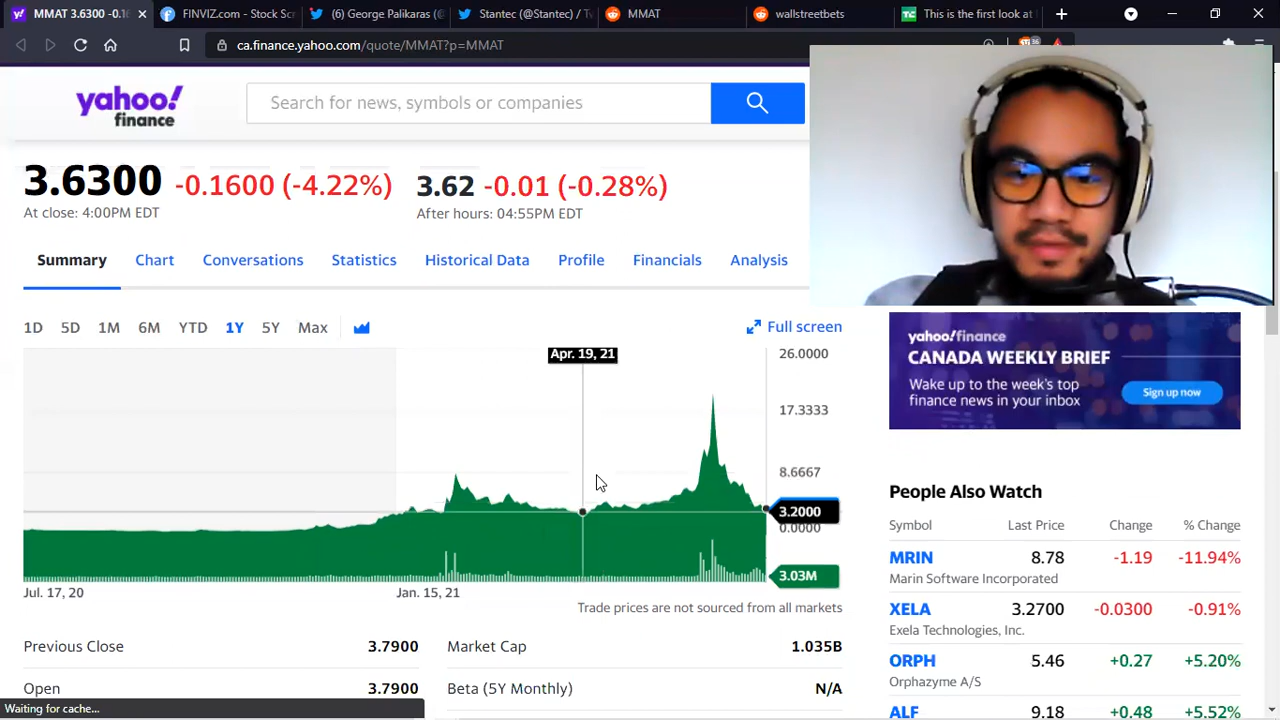 MMAT 3.6300 -0.1
FINVIZ.com - Stock Scr
(6) George Palikaras (@
Stantec (@Stantec) / Tw
MMAT
wallstreetbets
This is the first look at
ca.finance.yahoo.com/quote/MMAT?p=MMAT
yahoo!
finance
Search for news, symbols or companies
3.6300 -0.1600 (-4.22%)
3.62 -0.01 (-0.28%)
At close: 4:00PM EDT
After hours: 04:55PM EDT
Summary
Chart
Conversations
Statistics
Historical Data
Profile
Financials
Analysis
1D
5D
1M
6M
YTD
1Y
5Y
Max
Full screen
Apr. 19, 21
26.0000
17.3333
8.6667
3.2000
0.0000
3.03M
Jul. 17, 20
Jan. 15, 21
Trade prices are not sourced from all markets
Previous Close 3.7900
Market Cap 1.035B
Open 3.7900
Beta (5Y Monthly) N/A
Waiting for cache...
yahoo!finance
CANADA WEEKLY BRIEF
Wake up to the week's top
finance news in your inbox
Sign up now
People Also Watch
Symbol Last Price Change % Change
MRIN 8.78 -1.19 -11.94%
Marin Software Incorporated
XELA 3.2700 -0.0300 -0.91%
Exela Technologies, Inc.
ORPH 5.46 +0.27 +5.20%
Orphazyme A/S
ALF 9.18 +0.48 +5.52%